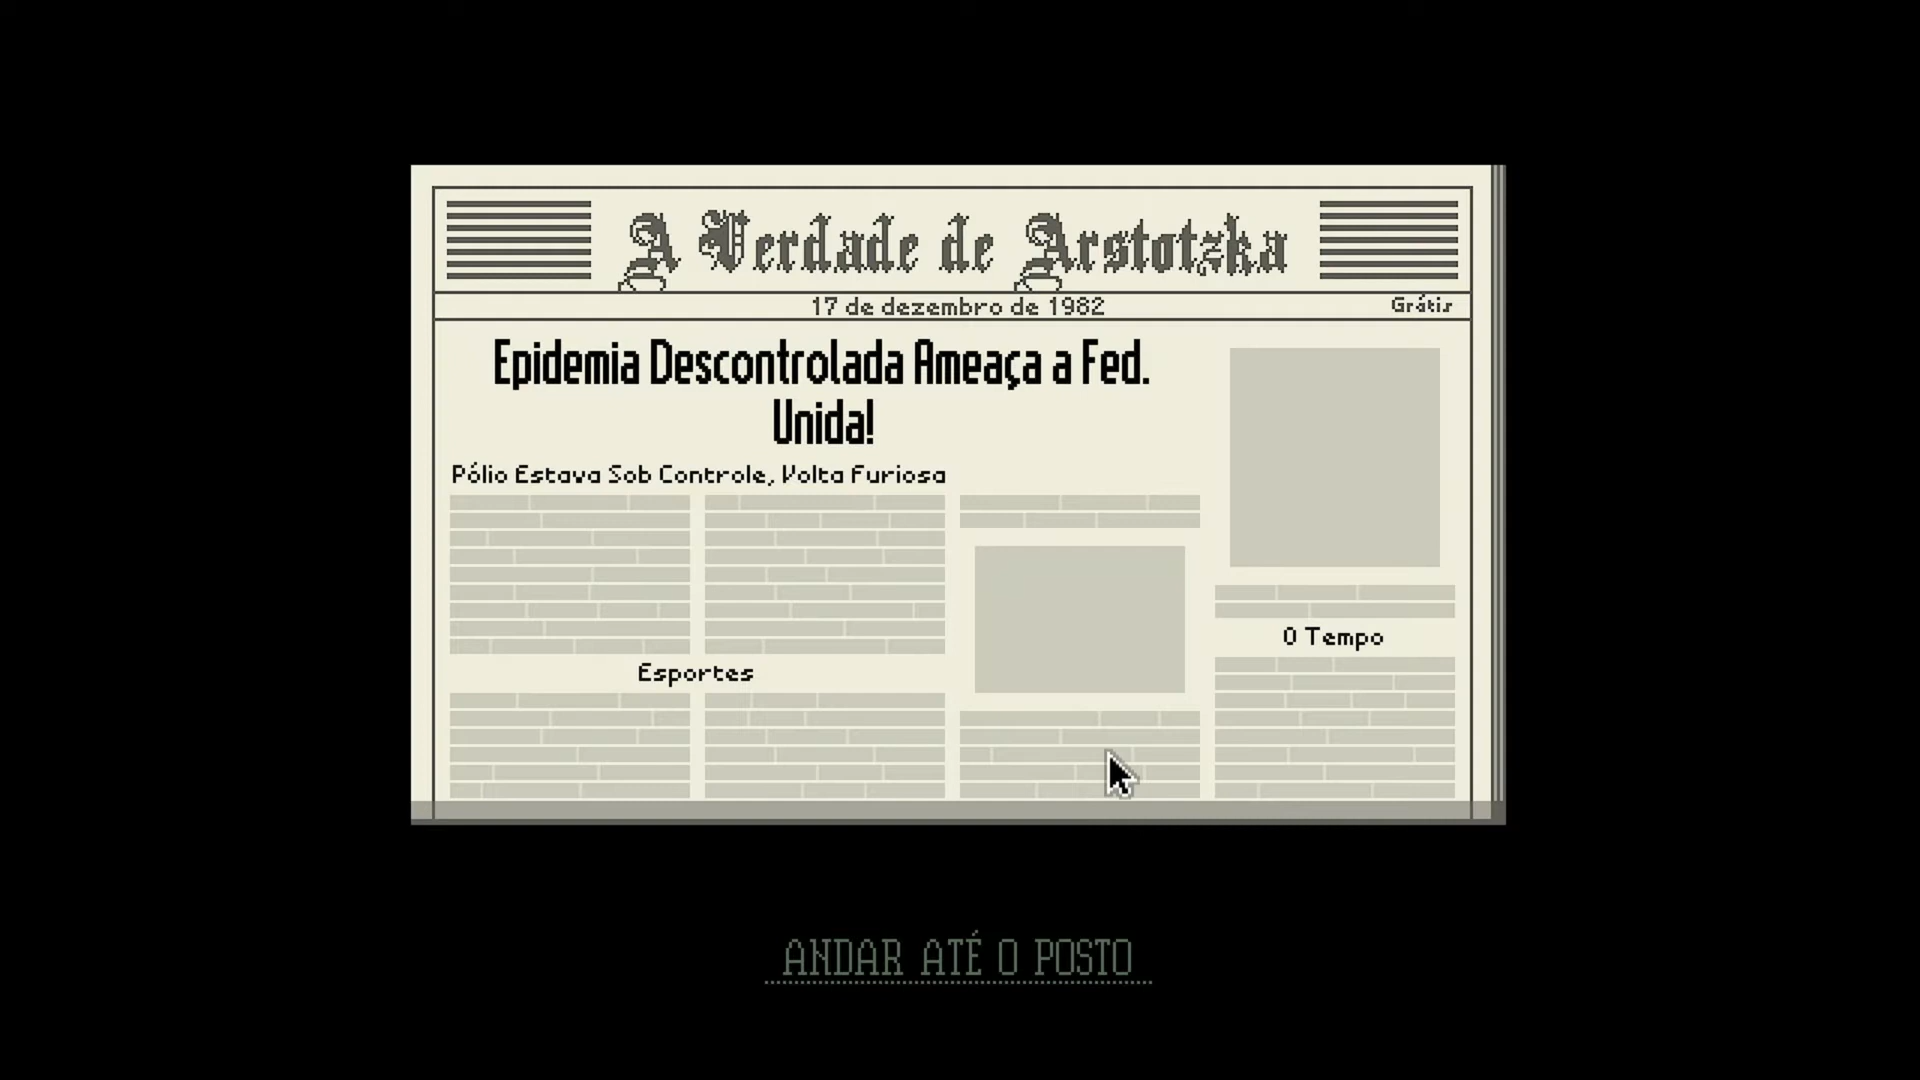 A Verdade de Arstotzka
17 de dezembro de 1982
Grátis
Epidemia Descontrolada Ameaça a Fed.
Unida!
Pólio Estava Sob Controle, Volta Furiosa
Esportes
O Tempo
ANDAR ATÉ O POSTO